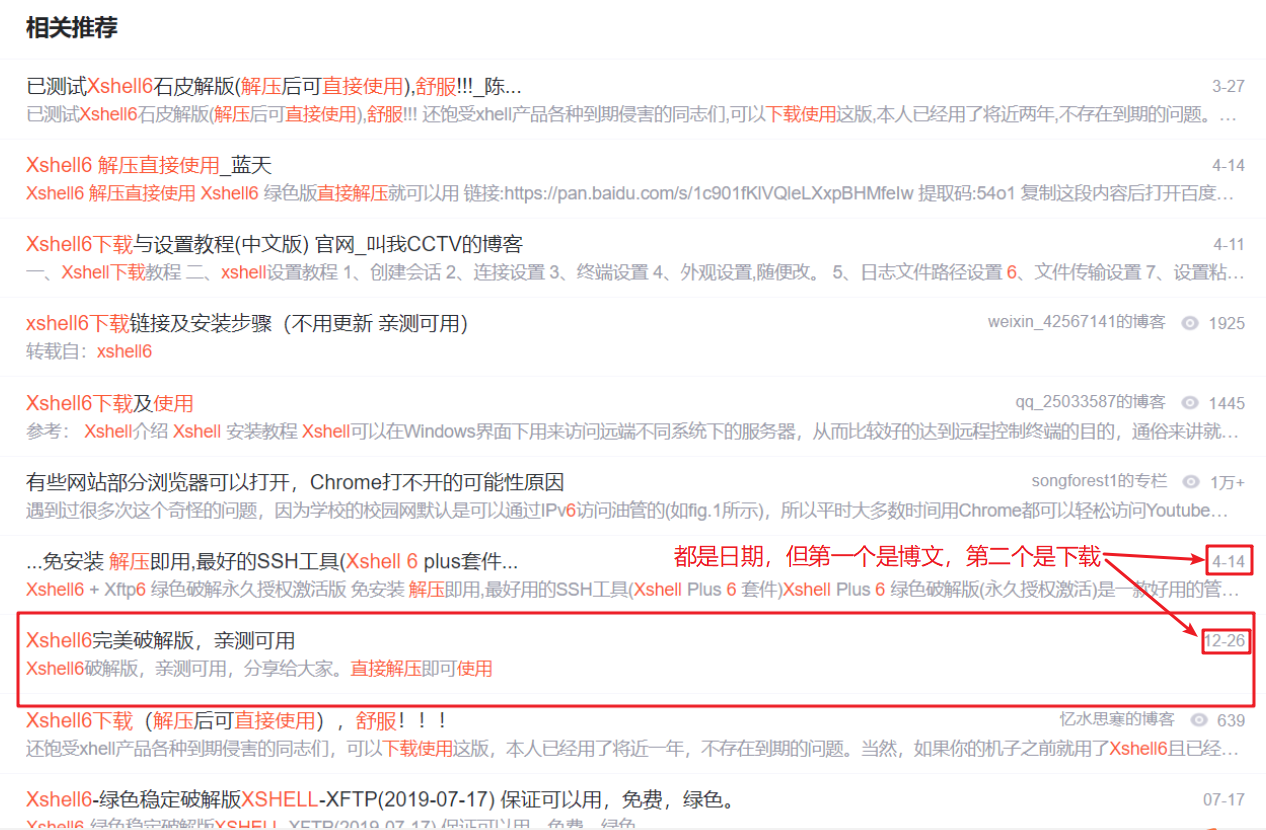 相关推荐
已测试Xshell6石皮解版(解压后可直接使用),舒服!!!_陈... 3-27
已测试Xshell6石皮解版(解压后可直接使用),舒服!!! 还饱受xhell产品各种到期侵害的同志们,可以下载使用这版,本人已经用了将近两年,不存在到期的问题。...
Xshell6 解压直接使用_蓝天 4-14
Xshell6 解压直接使用 Xshell6 绿色版直接解压就可以用 链接:https://pan.baidu.com/s/1c901fKlVQleLXxpBHMfeIw 提取码:54o1 复制这段内容后打开百度...
Xshell6下载与设置教程(中文版) 官网_叫我CCTV的博客 4-11
一、Xshell下载教程 二、xshell设置教程 1、创建会话 2、连接设置 3、终端设置 4、外观设置,随便改。 5、日志文件路径设置 6、文件传输设置 7、设置粘...
xshell6下载链接及安装步骤（不用更新 亲测可用） weixin_42567141的博客 1925
转载自：xshell6
Xshell6下载及使用 qq_25033587的博客 1445
参考： Xshell介绍 Xshell 安装教程 Xshell可以在Windows界面下用来访问远端不同系统下的服务器，从而比较好的达到远程控制终端的目的，通俗来讲就...
有些网站部分浏览器可以打开，Chrome打不开的可能性原因 songforest1的专栏 1万+
遇到过很多次这个奇怪的问题，因为学校的校园网默认是可以通过IPv6访问油管的(如fig.1所示)，所以平时大多数时间用Chrome都可以轻松访问Youtube...
...免安装 解压即用,最好的SSH工具(Xshell 6 plus套件... 都是日期，但第一个是博文，第二个是下载 4-14
Xshell6 + Xftp6 绿色破解永久授权激活版 免安装 解压即用,最好用的SSH工具(Xshell Plus 6 套件)Xshell Plus 6 绿色破解版(永久授权激活)是一款好用的管...
Xshell6完美破解版，亲测可用 12-26
Xshell6破解版，亲测可用，分享给大家。直接解压即可使用
Xshell6下载（解压后可直接使用），舒服！！！ 忆水思寒的博客 639
还饱受xhell产品各种到期侵害的同志们，可以下载使用这版，本人已经用了将近一年，不存在到期的问题。当然，如果你的机子之前就用了Xshell6且已经...
Xshell6-绿色稳定破解版XSHELL-XFTP(2019-07-17) 保证可以用，免费，绿色。 07-17
Xshell6 绿色稳定破解版XSHELL-XFTP(2019-07-17) 保证可以用，免费，绿色